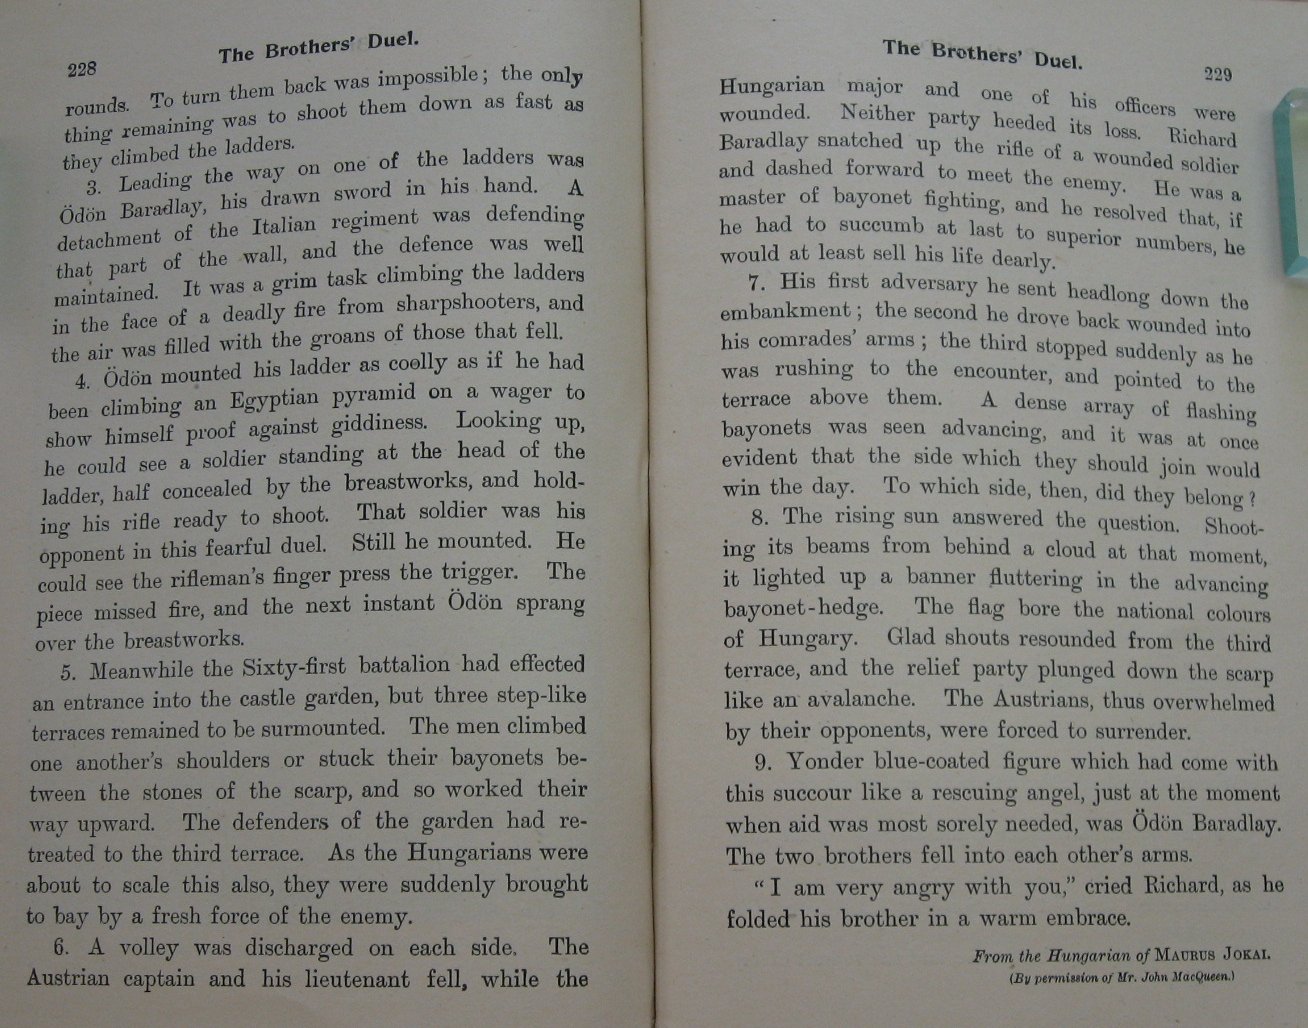 228
The Brothers' Duel.
rounds. To turn them back was impossible; the only
thing remaining was to shoot them down as fast as
they climbed the ladders.
3. Leading the way on one of the ladders was
Ödön Baradlay, his drawn sword in his hand. A
detachment of the Italian regiment was defending
that part of the wall, and the defence was well
maintained. It was a grim task climbing the ladders
in the face of a deadly fire from sharpshooters, and
the air was filled with the groans of those that fell.
4. Ödön mounted his ladder as coolly as if he had
been climbing an Egyptian pyramid on a wager to
show himself proof against giddiness. Looking up,
he could see a soldier standing at the head of the
ladder, half concealed by the breastworks, and hold-
ing his rifle ready to shoot. That soldier was his
opponent in this fearful duel. Still he mounted. He
could see the rifleman's finger press the trigger. The
piece missed fire, and the next instant Ödön sprang
over the breastworks.
5. Meanwhile the Sixty-first battalion had effected
an entrance into the castle garden, but three step-like
terraces remained to be surmounted. The men climbed
one another's shoulders or stuck their bayonets be-
tween the stones of the scarp, and so worked their
way upward. The defenders of the garden had re-
treated to the third terrace. As the Hungarians were
about to scale this also, they were suddenly brought
to bay by a fresh force of the enemy.
6. A volley was discharged on each side. The
Austrian captain and his lieutenant fell, while the
The Brothers' Duel.
229
Hungarian major and one of his officers were
wounded. Neither party heeded its loss. Richard
Baradlay snatched up the rifle of a wounded soldier
and dashed forward to meet the enemy. He was a
master of bayonet fighting, and he resolved that, if
he had to succumb at last to superior numbers, he
would at least sell his life dearly.
7. His first adversary he sent headlong down the
embankment; the second he drove back wounded into
his comrades' arms; the third stopped suddenly as he
was rushing to the encounter, and pointed to the
terrace above them. A dense array of flashing
bayonets was seen advancing, and it was at once
evident that the side which they should join would
win the day. To which side, then, did they belong?
8. The rising sun answered the question. Shoot-
ing its beams from behind a cloud at that moment,
it lighted up a banner fluttering in the advancing
bayonet-hedge. The flag bore the national colours
of Hungary. Glad shouts resounded from the third
terrace, and the relief party plunged down the scarp
like an avalanche. The Austrians, thus overwhelmed
by their opponents, were forced to surrender.
9. Yonder blue-coated figure which had come with
this succour like a rescuing angel, just at the moment
when aid was most sorely needed, was Ödön Baradlay.
The two brothers fell into each other's arms.
"I am very angry with you," cried Richard, as he
folded his brother in a warm embrace.
From the Hungarian of MAURUS JOKAI.
(By permission of Mr. John MacQueen.)